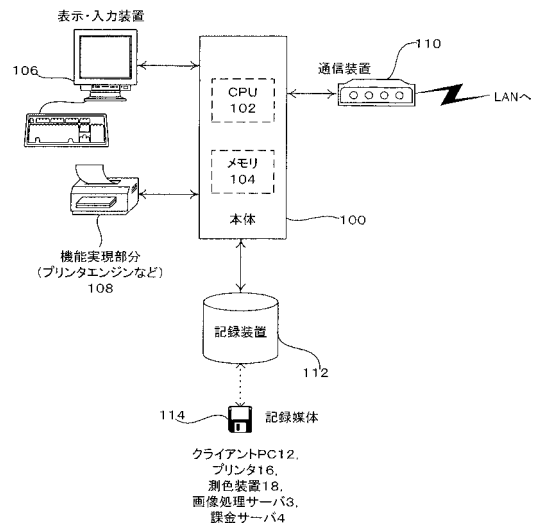 表示・入力装置
106
CPU
102
メモリ
104
本体
100
通信装置
110
LANへ
機能実現部分
(プリンタエンジンなど)
108
記録装置
112
114
記録媒体
クライアントPC12,
プリンタ16,
測色装置18,
画像処理サーバ3,
課金サーバ4